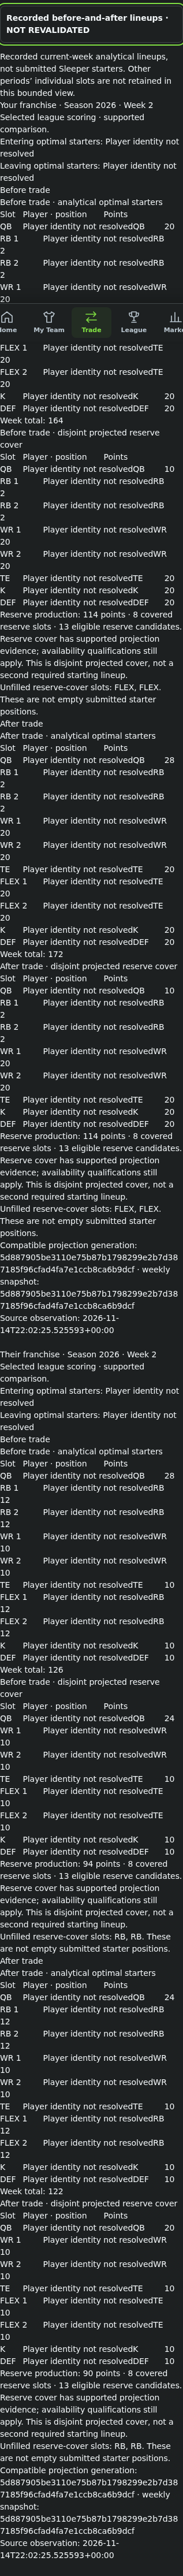 Recorded before-and-after lineups ·
NOT REVALIDATED
Recorded current-week analytical lineups,
not submitted Sleeper starters. Other
periods' individual slots are not retained in
this bounded view.
Your franchise · Season 2026 · Week 2
Selected league scoring · supported
comparison.
Entering optimal starters: Player identity not
resolved
Leaving optimal starters: Player identity not
resolved
Before trade
Before trade · analytical optimal starters
Slot Player · position Points
QB Player identity not resolvedQB 20
RB 1 Player identity not resolvedRB
2
RB 2 Player identity not resolvedRB
2
WR 1 Player identity not resolvedWR
20
ome My Team Trade League Mark
FLEX 1 Player identity not resolvedTE
20
FLEX 2 Player identity not resolvedTE
20
K Player identity not resolvedK 20
DEF Player identity not resolvedDEF 20
Week total: 164
Before trade · disjoint projected reserve
cover
Slot Player · position Points
QB Player identity not resolvedQB 10
RB 1 Player identity not resolvedRB
2
RB 2 Player identity not resolvedRB
2
WR 1 Player identity not resolvedWR
20
WR 2 Player identity not resolvedWR
20
TE Player identity not resolvedTE 20
K Player identity not resolvedK 20
DEF Player identity not resolvedDEF 20
Reserve production: 114 points · 8 covered
reserve slots · 13 eligible reserve candidates.
Reserve cover has supported projection
evidence; availability qualifications still
apply. This is disjoint projected cover, not a
second required starting lineup.
Unfilled reserve-cover slots: FLEX, FLEX.
These are not empty submitted starter
positions.
After trade
After trade · analytical optimal starters
Slot Player · position Points
QB Player identity not resolvedQB 28
RB 1 Player identity not resolvedRB
2
RB 2 Player identity not resolvedRB
2
WR 1 Player identity not resolvedWR
20
WR 2 Player identity not resolvedWR
20
TE Player identity not resolvedTE 20
FLEX 1 Player identity not resolvedTE
20
FLEX 2 Player identity not resolvedTE
20
K Player identity not resolvedK 20
DEF Player identity not resolvedDEF 20
Week total: 172
After trade · disjoint projected reserve cover
Slot Player · position Points
QB Player identity not resolvedQB 10
RB 1 Player identity not resolvedRB
2
RB 2 Player identity not resolvedRB
2
WR 1 Player identity not resolvedWR
20
WR 2 Player identity not resolvedWR
20
TE Player identity not resolvedTE 20
K Player identity not resolvedK 20
DEF Player identity not resolvedDEF 20
Reserve production: 114 points · 8 covered
reserve slots · 13 eligible reserve candidates.
Reserve cover has supported projection
evidence; availability qualifications still
apply. This is disjoint projected cover, not a
second required starting lineup.
Unfilled reserve-cover slots: FLEX, FLEX.
These are not empty submitted starter
positions.
Compatible projection generation:
5d887905be3110e75b87b1798299e2b7d38
7185f96cfad4fa7e1ccb8ca6b9dcf · weekly
snapshot:
5d887905be3110e75b87b1798299e2b7d38
7185f96cfad4fa7e1ccb8ca6b9dcf
Source observation: 2026-11-
14T22:02:25.525593+00:00
Their franchise · Season 2026 · Week 2
Selected league scoring · supported
comparison.
Entering optimal starters: Player identity not
resolved
Leaving optimal starters: Player identity not
resolved
Before trade
Before trade · analytical optimal starters
Slot Player · position Points
QB Player identity not resolvedQB 28
RB 1 Player identity not resolvedRB
12
RB 2 Player identity not resolvedRB
12
WR 1 Player identity not resolvedWR
10
WR 2 Player identity not resolvedWR
10
TE Player identity not resolvedTE 10
FLEX 1 Player identity not resolvedRB
12
FLEX 2 Player identity not resolvedRB
12
K Player identity not resolvedK 10
DEF Player identity not resolvedDEF 10
Week total: 126
Before trade · disjoint projected reserve
cover
Slot Player · position Points
QB Player identity not resolvedQB 24
WR 1 Player identity not resolvedWR
10
WR 2 Player identity not resolvedWR
10
TE Player identity not resolvedTE 10
FLEX 1 Player identity not resolvedTE
10
FLEX 2 Player identity not resolvedTE
10
K Player identity not resolvedK 10
DEF Player identity not resolvedDEF 10
Reserve production: 94 points · 8 covered
reserve slots · 13 eligible reserve candidates.
Reserve cover has supported projection
evidence; availability qualifications still
apply. This is disjoint projected cover, not a
second required starting lineup.
Unfilled reserve-cover slots: RB, RB. These
are not empty submitted starter positions.
After trade
After trade · analytical optimal starters
Slot Player · position Points
QB Player identity not resolvedQB 24
RB 1 Player identity not resolvedRB
12
RB 2 Player identity not resolvedRB
12
WR 1 Player identity not resolvedWR
10
WR 2 Player identity not resolvedWR
10
TE Player identity not resolvedTE 10
FLEX 1 Player identity not resolvedRB
12
FLEX 2 Player identity not resolvedRB
12
K Player identity not resolvedK 10
DEF Player identity not resolvedDEF 10
Week total: 122
After trade · disjoint projected reserve cover
Slot Player · position Points
QB Player identity not resolvedQB 20
WR 1 Player identity not resolvedWR
10
WR 2 Player identity not resolvedWR
10
TE Player identity not resolvedTE 10
FLEX 1 Player identity not resolvedTE
10
FLEX 2 Player identity not resolvedTE
10
K Player identity not resolvedK 10
DEF Player identity not resolvedDEF 10
Reserve production: 90 points · 8 covered
reserve slots · 13 eligible reserve candidates.
Reserve cover has supported projection
evidence; availability qualifications still
apply. This is disjoint projected cover, not a
second required starting lineup.
Unfilled reserve-cover slots: RB, RB. These
are not empty submitted starter positions.
Compatible projection generation:
5d887905be3110e75b87b1798299e2b7d38
7185f96cfad4fa7e1ccb8ca6b9dcf · weekly
snapshot:
5d887905be3110e75b87b1798299e2b7d38
7185f96cfad4fa7e1ccb8ca6b9dcf
Source observation: 2026-11-
14T22:02:25.525593+00:00